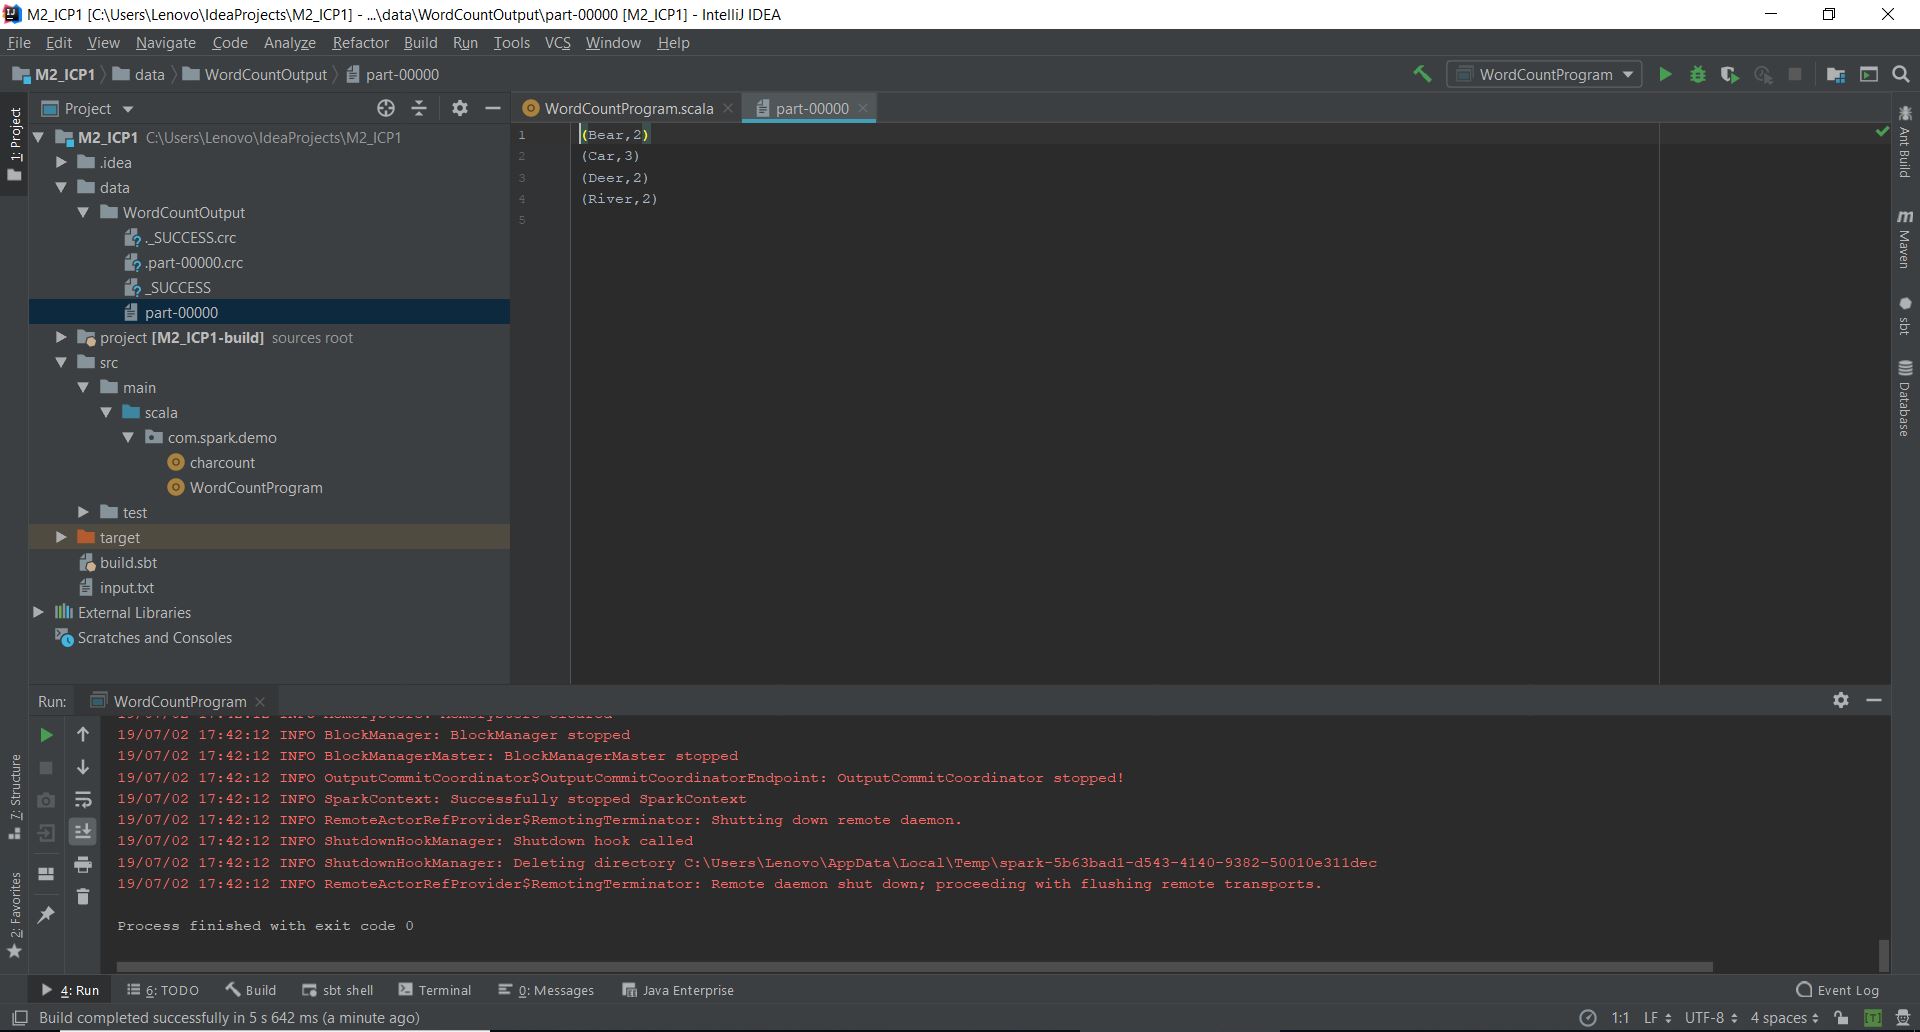 M2_ICP1 [C:\Users\Lenovo\IdeaProjects\M2_ICP1] - ...\data\WordCountOutput\part-00000 [M2_ICP1] - IntelliJ IDEA
File Edit View Navigate Code Analyze Refactor Build Run Tools VCS Window Help
M2_ICP1 data WordCountOutput part-00000
WordCountProgram
Project
WordCountProgram.scala
part-00000
1: Project
M2_ICP1 C:\Users\Lenovo\IdeaProjects\M2_ICP1
.idea
data
WordCountOutput
._SUCCESS.crc
.part-00000.crc
_SUCCESS
part-00000
project [M2_ICP1-build] sources root
src
main
scala
com.spark.demo
charcount
WordCountProgram
test
target
build.sbt
input.txt
External Libraries
Scratches and Consoles
1 (Bear,2)
2 (Car,3)
3 (Deer,2)
4 (River,2)
5
Ant Build
Maven
sbt
Database
Run: WordCountProgram
19/07/02 17:42:12 INFO MemoryStore: MemoryStore cleared
19/07/02 17:42:12 INFO BlockManager: BlockManager stopped
19/07/02 17:42:12 INFO BlockManagerMaster: BlockManagerMaster stopped
19/07/02 17:42:12 INFO OutputCommitCoordinator$OutputCommitCoordinatorEndpoint: OutputCommitCoordinator stopped!
19/07/02 17:42:12 INFO SparkContext: Successfully stopped SparkContext
19/07/02 17:42:12 INFO RemoteActorRefProvider$RemotingTerminator: Shutting down remote daemon.
19/07/02 17:42:12 INFO ShutdownHookManager: Shutdown hook called
19/07/02 17:42:12 INFO ShutdownHookManager: Deleting directory C:\Users\Lenovo\AppData\Local\Temp\spark-5b63bad1-d543-4140-9382-50010e311dec
19/07/02 17:42:12 INFO RemoteActorRefProvider$RemotingTerminator: Remote daemon shut down; proceeding with flushing remote transports.
Process finished with exit code 0
7: Structure
2: Favorites
4: Run 6: TODO Build sbt shell Terminal 0: Messages Java Enterprise Event Log
Build completed successfully in 5 s 642 ms (a minute ago) 1:1 LF UTF-8 4 spaces [T]